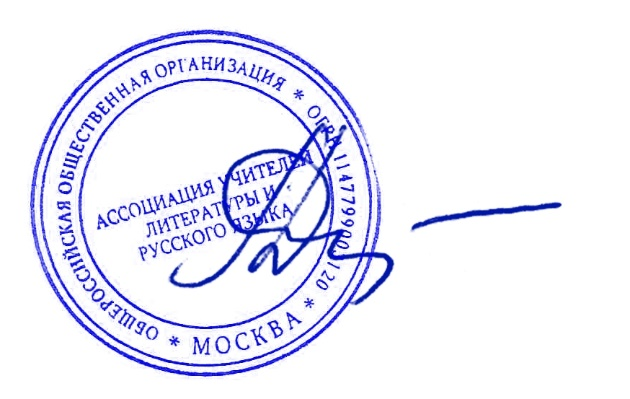 ОБЩЕРОССИЙСКАЯ ОБЩЕСТВЕННАЯ ОРГАНИЗАЦИЯ * ОГРН * МОСКВА *
АССОЦИАЦИЯ УЧИТЕЛЕЙ
ЛИТЕРАТУРЫ И
РУССКОГО ЯЗЫКА